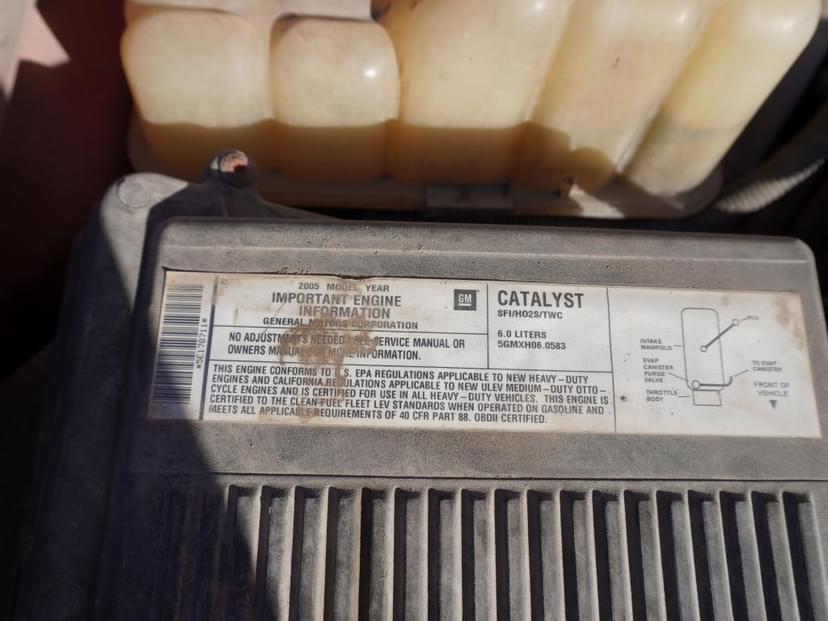 2005 MODEL YEAR
IMPORTANT ENGINE
INFORMATION
GENERAL MOTORS CORPORATION
GM
NO ADJUSTMENTS NEEDED SEE SERVICE MANUAL OR
OWNERS MANUAL FOR MORE INFORMATION.
CATALYST
SFI/HO2S/TWC
6.0 LITERS
5GMXH06.0583
THIS ENGINE CONFORMS TO U.S. EPA REGULATIONS APPLICABLE TO NEW HEAVY-DUTY
ENGINES AND CALIFORNIA REGULATIONS APPLICABLE TO NEW ULEV MEDIUM-DUTY OTTO-
CYCLE ENGINES AND IS CERTIFIED FOR USE IN ALL HEAVY-DUTY VEHICLES. THIS ENGINE IS
CERTIFIED TO THE CLEAN FUEL FLEET LEV STANDARDS WHEN OPERATED ON GASOLINE AND
MEETS ALL APPLICABLE REQUIREMENTS OF 40 CFR PART 88. OBDII CERTIFIED.
PCV
INTAKE
MANIFOLD
EVAP
CANISTER
PURGE
VALVE
THROTTLE
BODY
TO EVAP
CANISTER
FRONT OF
VEHICLE